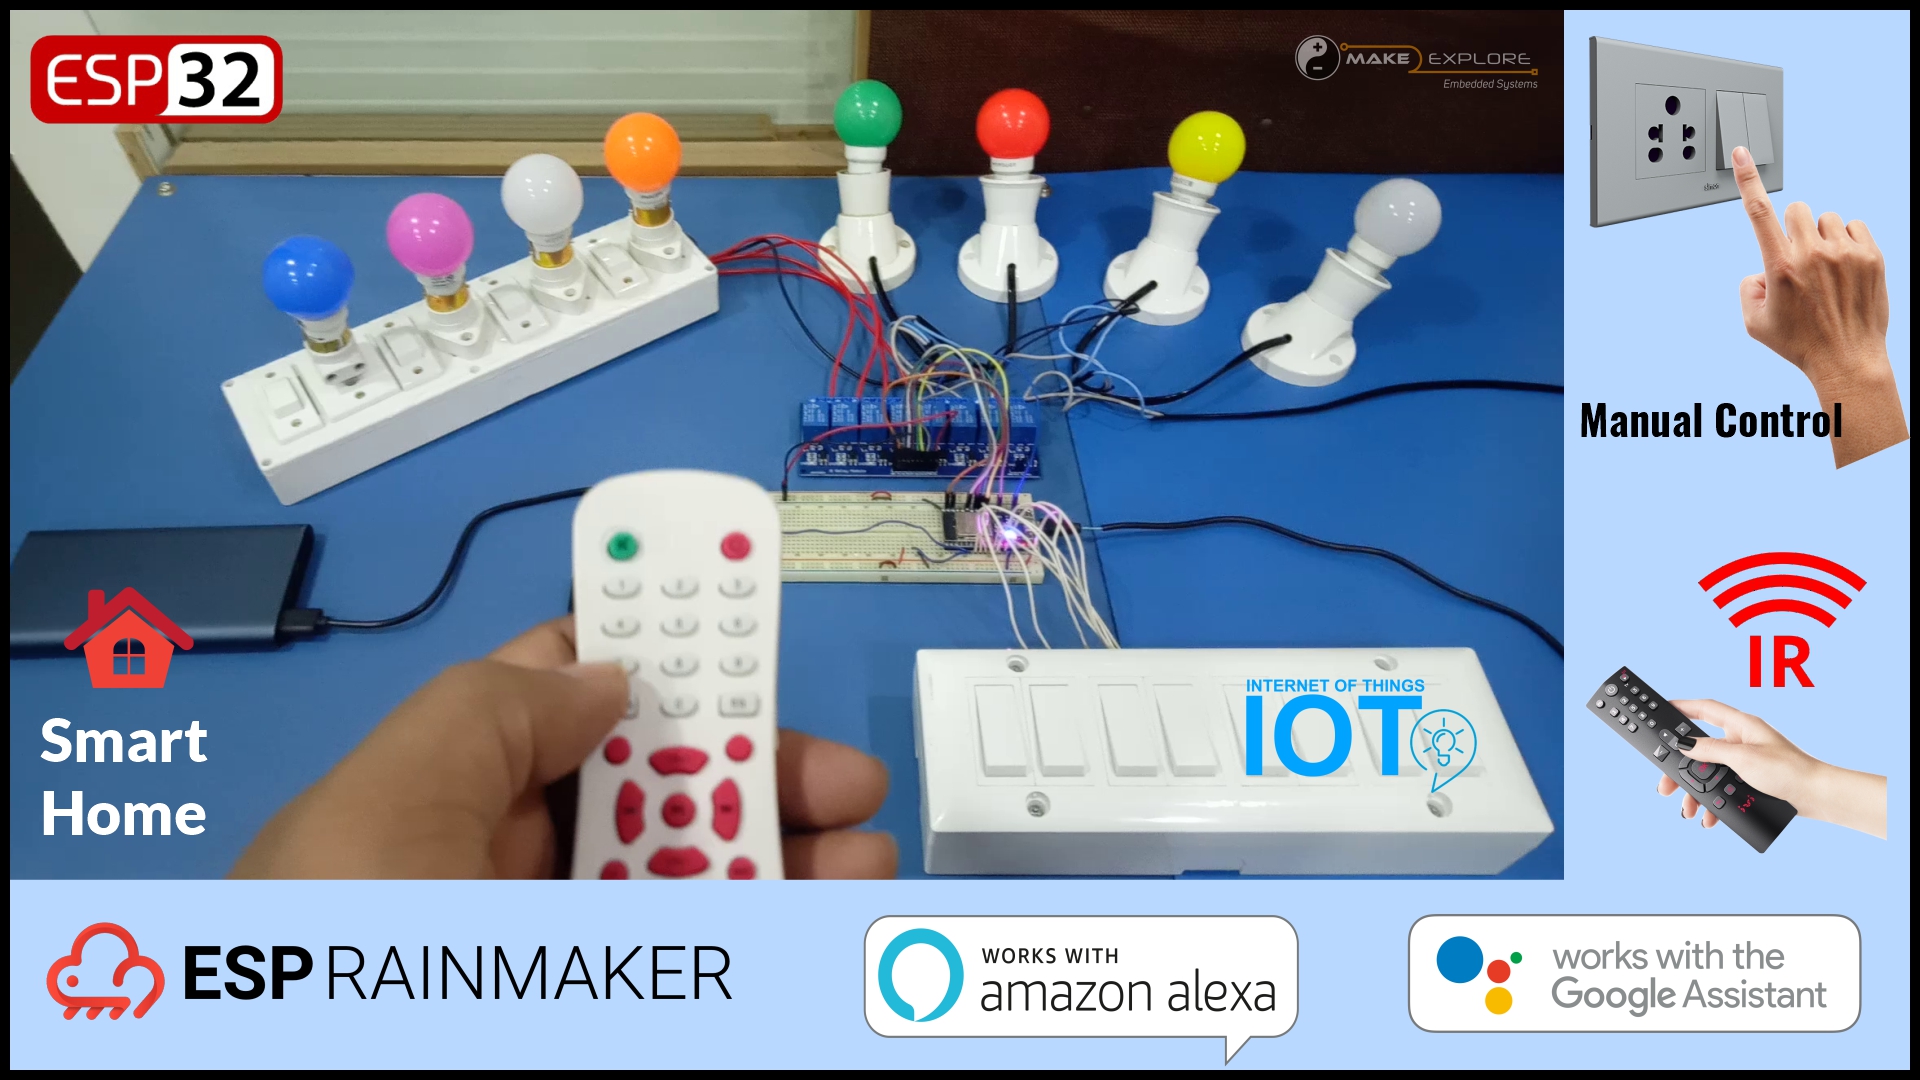 ESP32
MAKE EXPLORE
Embedded Systems
Manual Control
IR
Smart
Home
INTERNET OF THINGS
IOT
ESP RAINMAKER
WORKS WITH
amazon alexa
works with the
Google Assistant